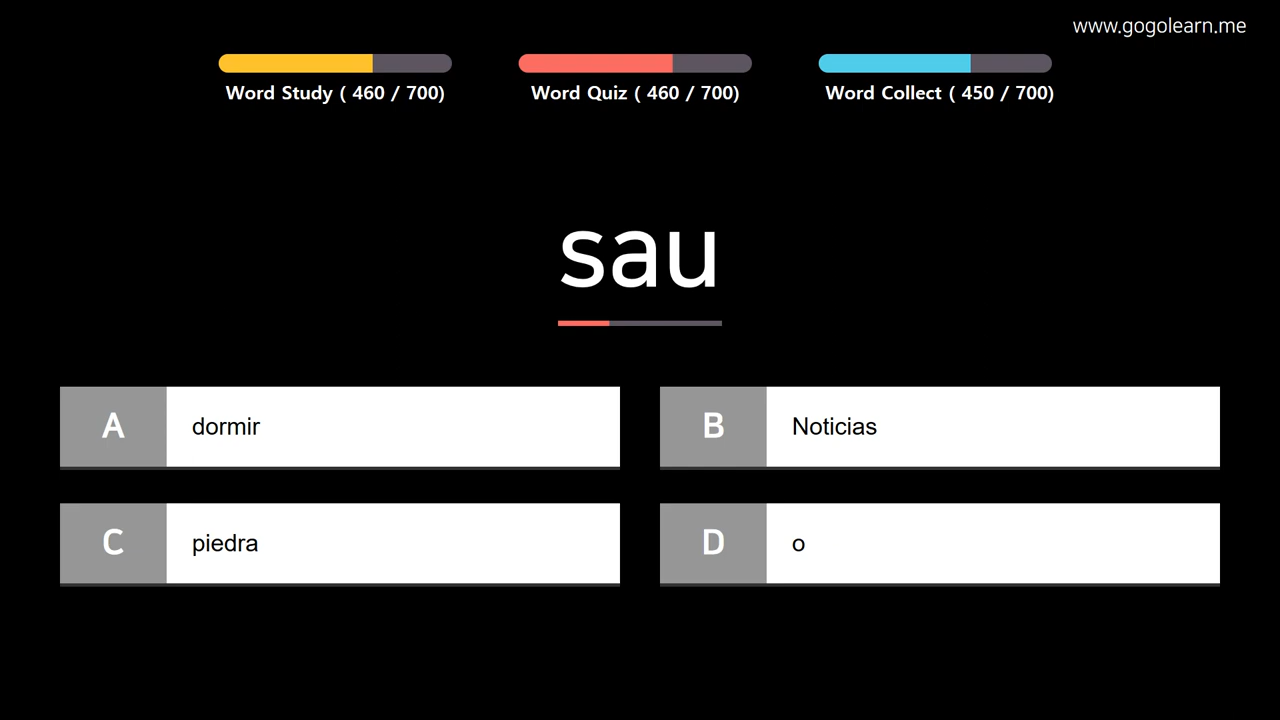 www.gogolearn.me
Word Study ( 460 / 700)
Word Quiz ( 460 / 700)
Word Collect ( 450 / 700)
sau
A dormir
B Noticias
C piedra
D o